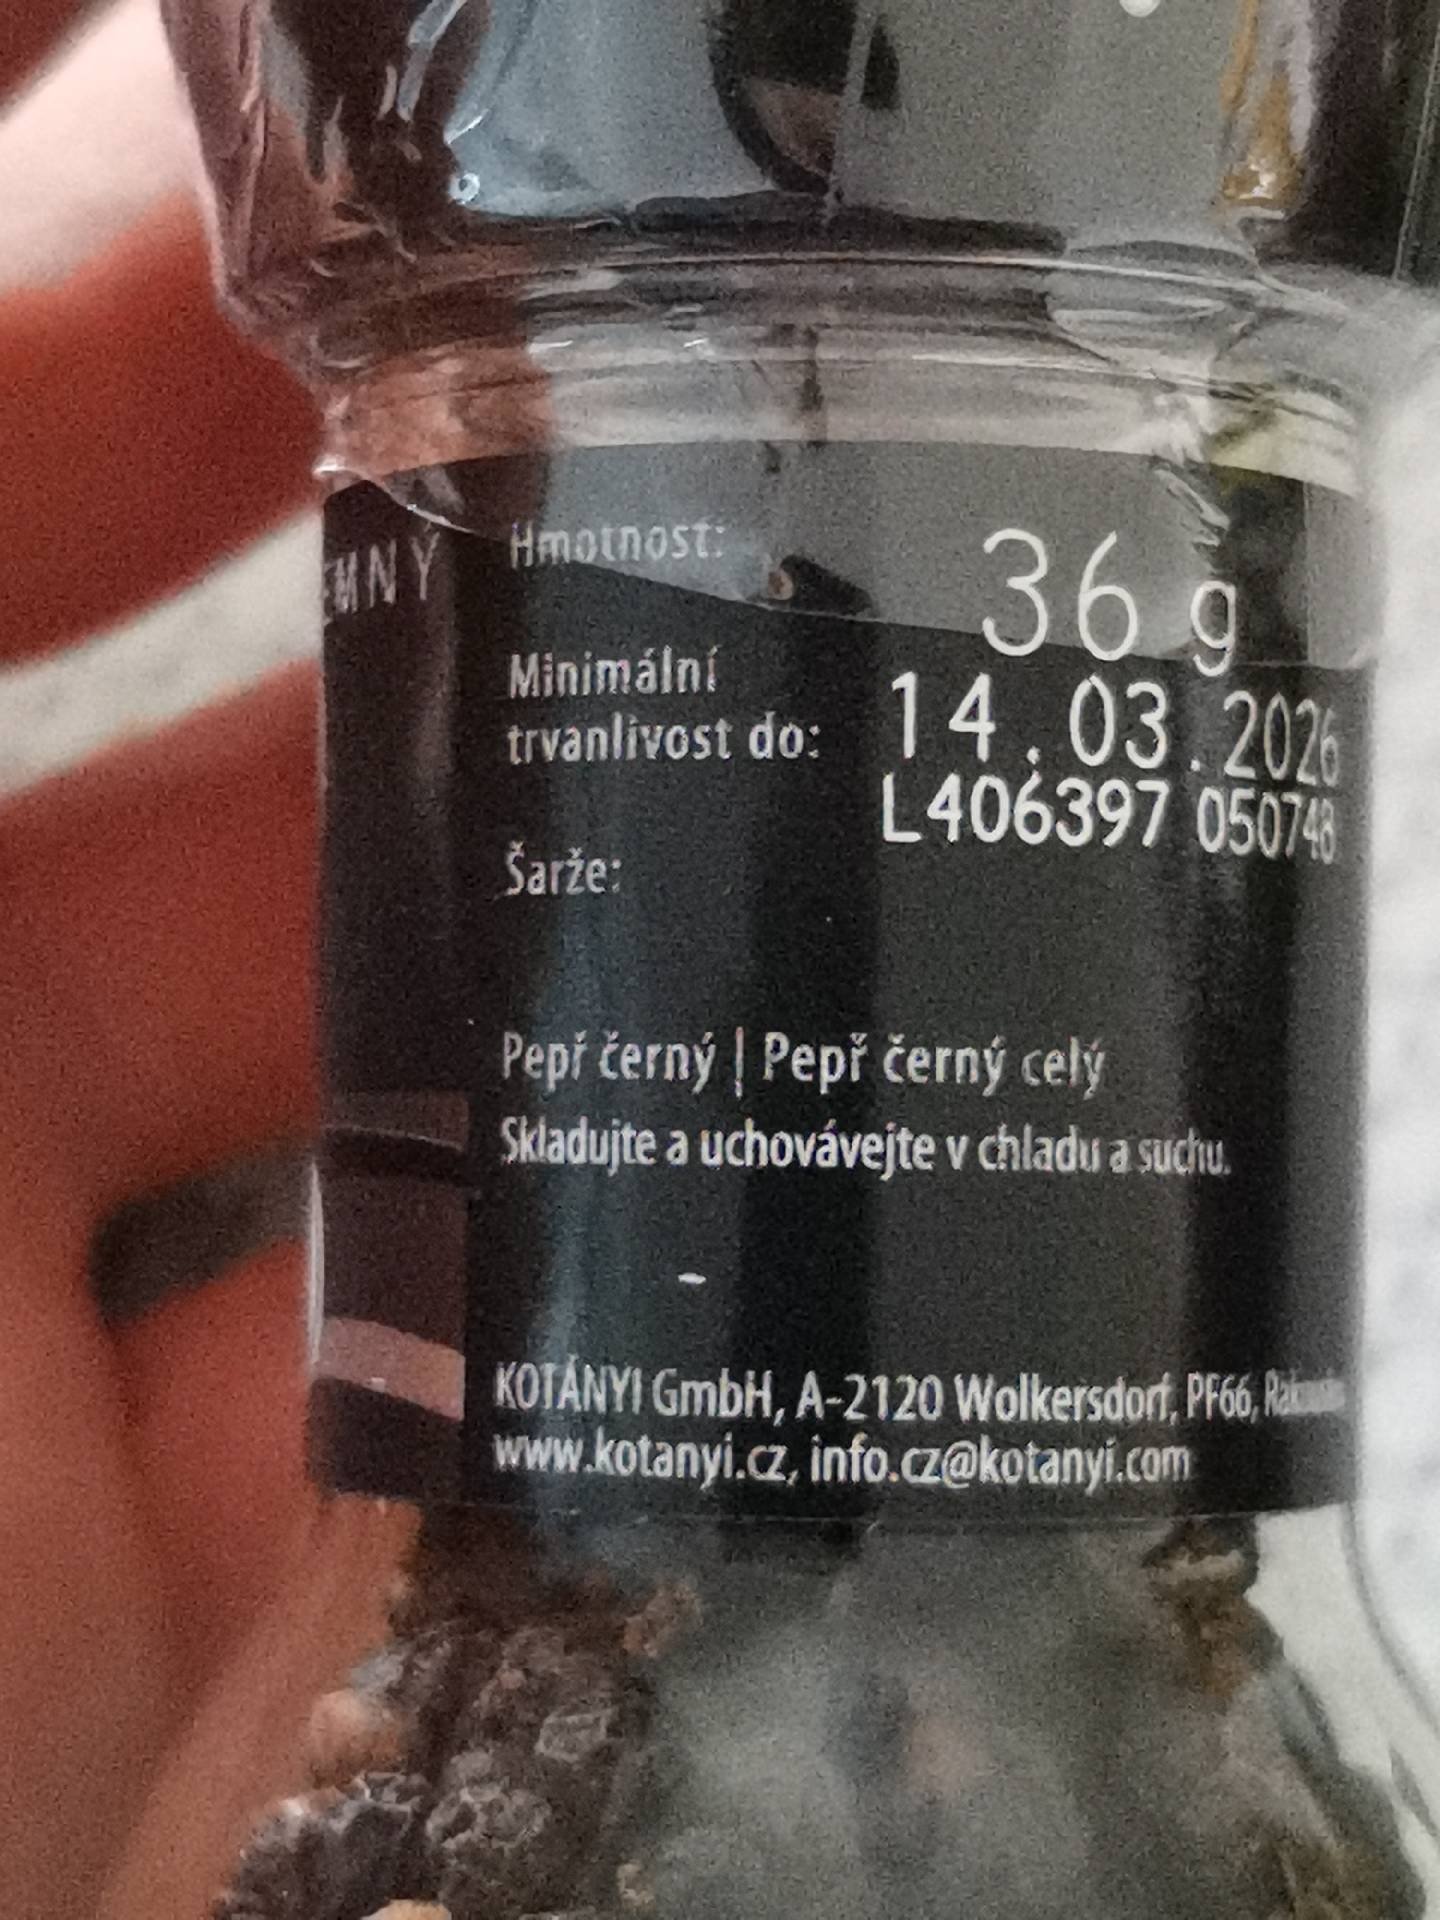 Hmotnost: 36 g
Minimální
trvanlivost do: 14.03.2026
L406397 050748
Šarže:
Pepř černý | Pepř černý celý
Skladujte a uchovávejte v chladu a suchu.
KOTÁNYI GmbH, A-2120 Wolkersdorf, PF66,
www.kotanyi.cz, info.cz@kotanyi.com